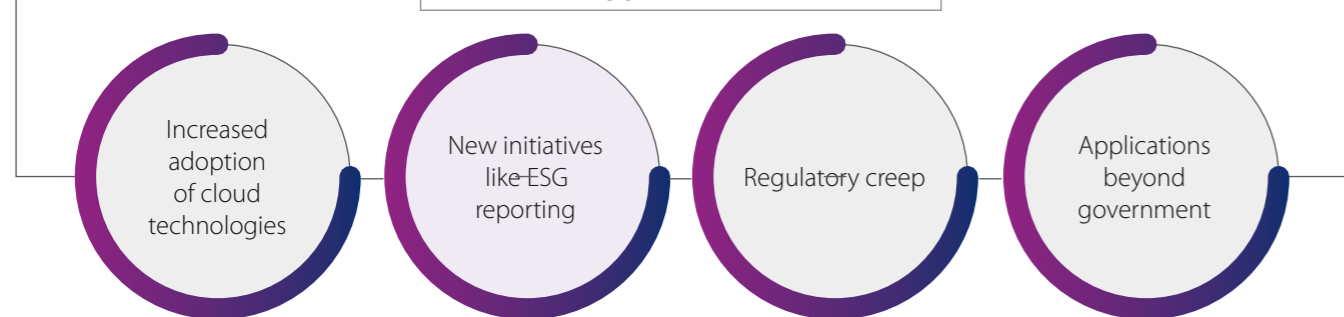 Increased
adoption
of cloud
technologies
New initiatives
like ESG
reporting
Regulatory creep
Applications
beyond
government